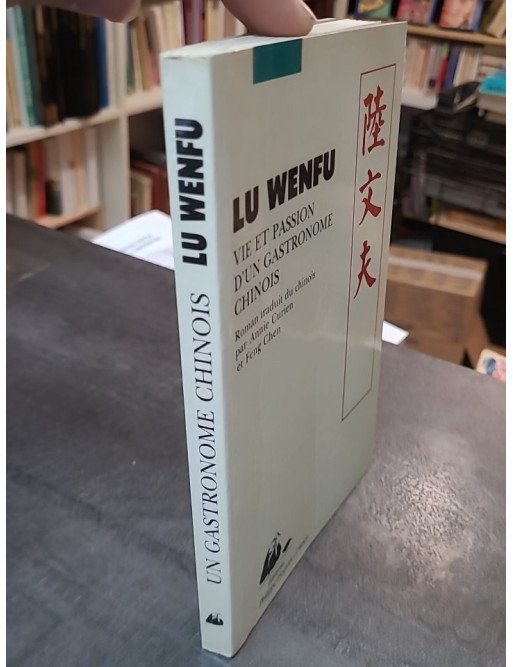 LU WENFU
UN GASTRONOME CHINOIS
LU WENFU
VIE ET PASSION
D'UN GASTRONOME
CHINOIS
Roman traduit du chinois
par Annie Curien
et Feng Chen
陸文夫